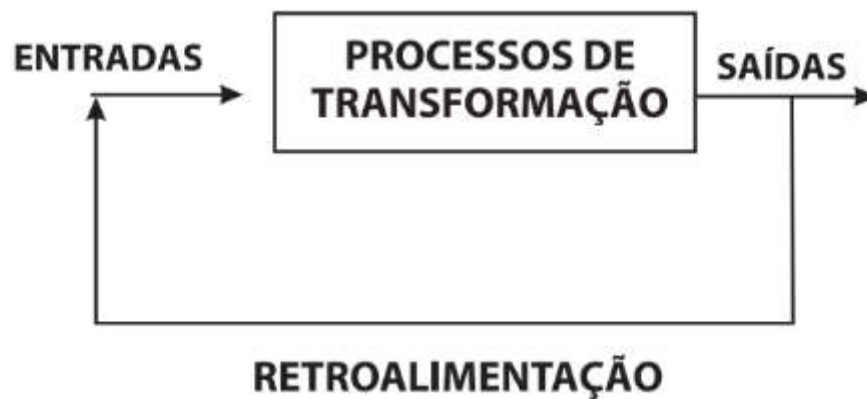 ENTRADAS
PROCESSOS DE
TRANSFORMAÇÃO
SAÍDAS
RETROALIMENTAÇÃO